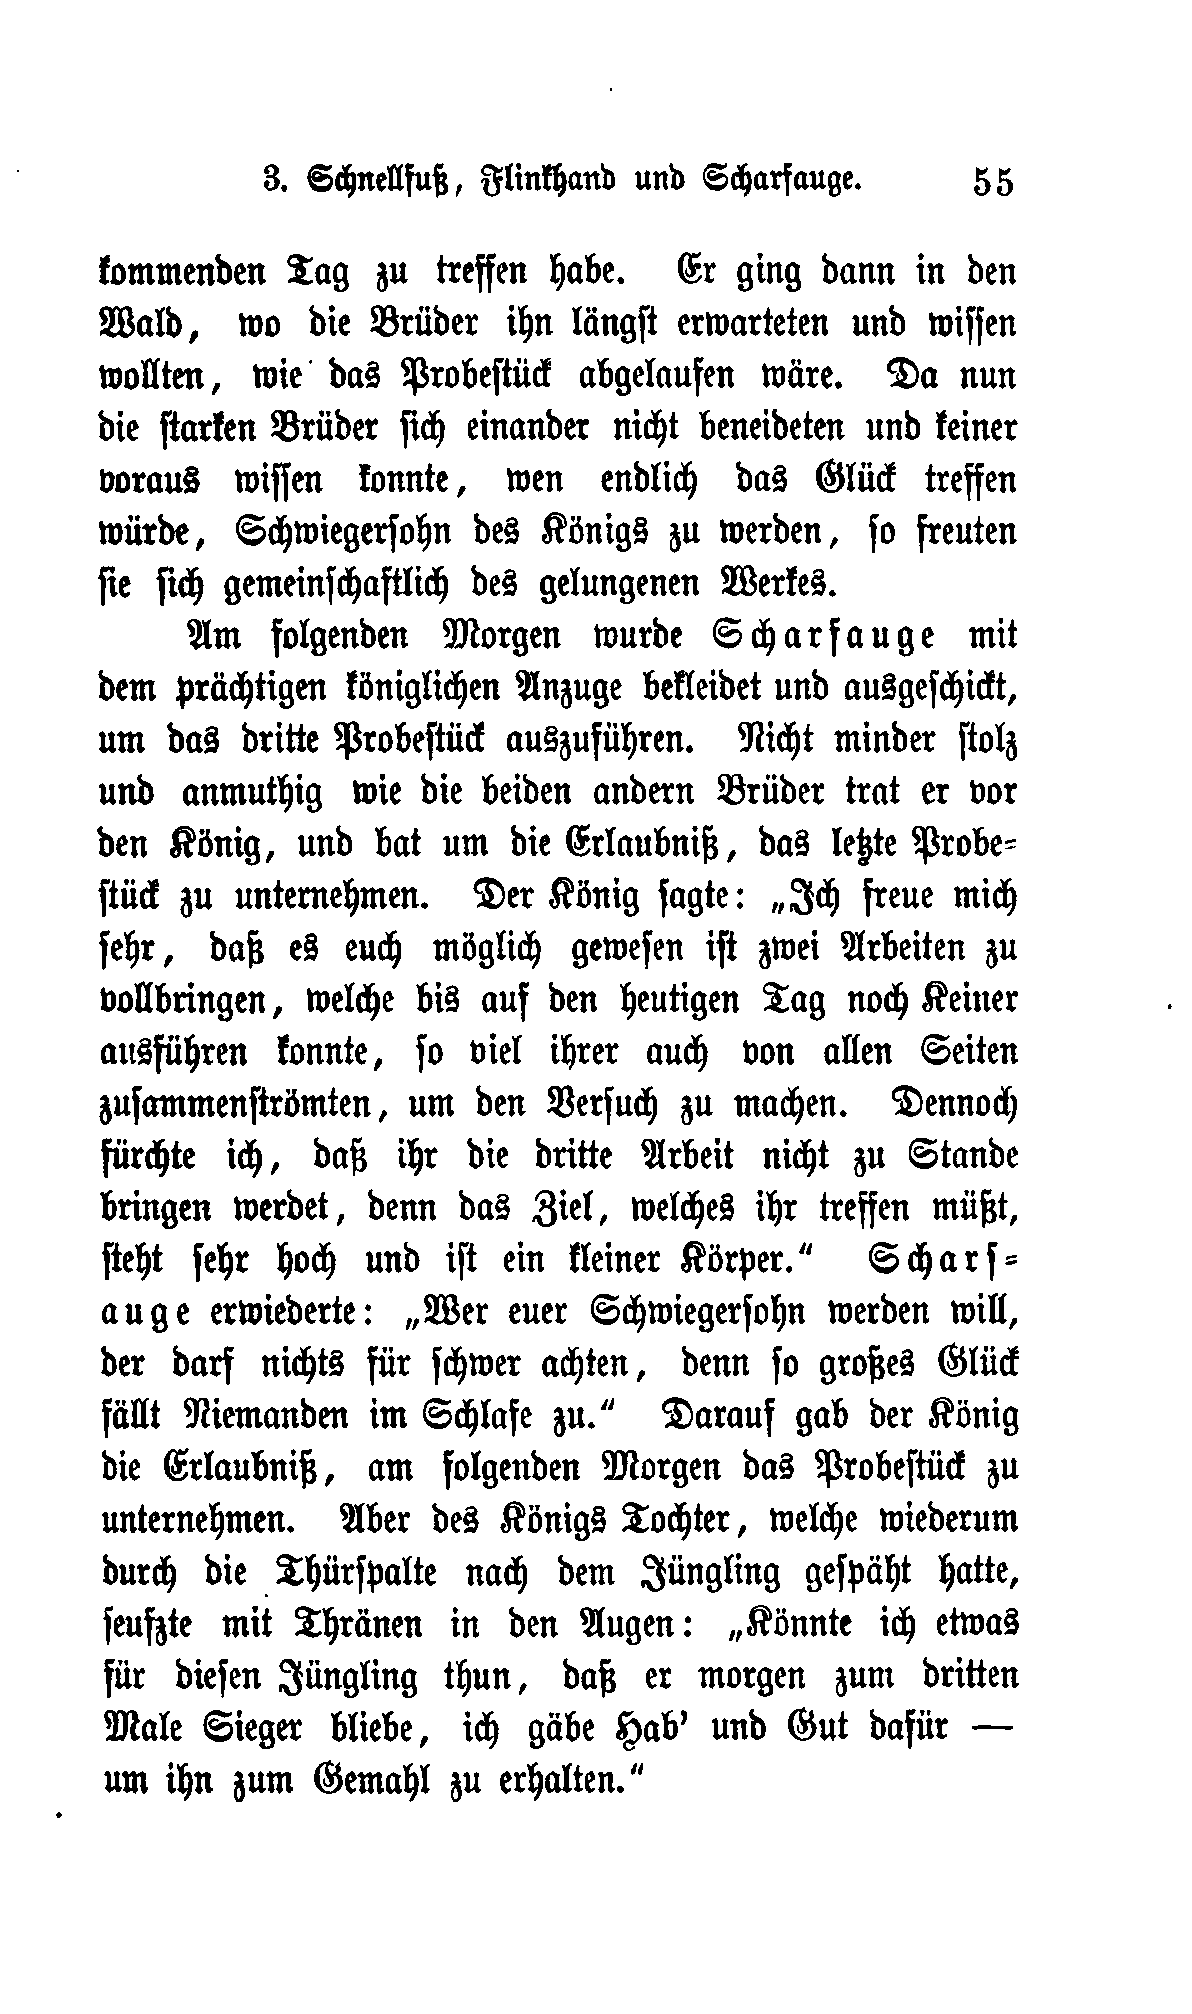 3. Schnellfuß, Flinkhand und Scharfauge. 55
kommenden Tag zu treffen habe. Er ging dann in den
Wald, wo die Brüder ihn längst erwarteten und wissen
wollten, wie das Probestück abgelaufen wäre. Da nun
die starken Brüder sich einander nicht beneideten und keiner
voraus wissen konnte, wen endlich das Glück treffen
würde, Schwiegersohn des Königs zu werden, so freuten
sie sich gemeinschaftlich des gelungenen Werkes.
Am folgenden Morgen wurde Scharfauge mit
dem prächtigen königlichen Anzuge bekleidet und ausgeschickt,
um das dritte Probestück auszuführen. Nicht minder stolz
und anmuthig wie die beiden andern Brüder trat er vor
den König, und bat um die Erlaubniß, das letzte Probe=
stück zu unternehmen. Der König sagte: „Ich freue mich
sehr, daß es euch möglich gewesen ist zwei Arbeiten zu
vollbringen, welche bis auf den heutigen Tag noch Keiner
ausführen konnte, so viel ihrer auch von allen Seiten
zusammenströmten, um den Versuch zu machen. Dennoch
fürchte ich, daß ihr die dritte Arbeit nicht zu Stande
bringen werdet, denn das Ziel, welches ihr treffen müßt,
steht sehr hoch und ist ein kleiner Körper.“ Scharf=
auge erwiederte: „Wer euer Schwiegersohn werden will,
der darf nichts für schwer achten, denn so großes Glück
fällt Niemanden im Schlafe zu.“ Darauf gab der König
die Erlaubniß, am folgenden Morgen das Probestück zu
unternehmen. Aber des Königs Tochter, welche wiederum
durch die Thürspalte nach dem Jüngling gespäht hatte,
seufzte mit Thränen in den Augen: „Könnte ich etwas
für diesen Jüngling thun, daß er morgen zum dritten
Male Sieger bliebe, ich gäbe Hab' und Gut dafür —
um ihn zum Gemahl zu erhalten.“